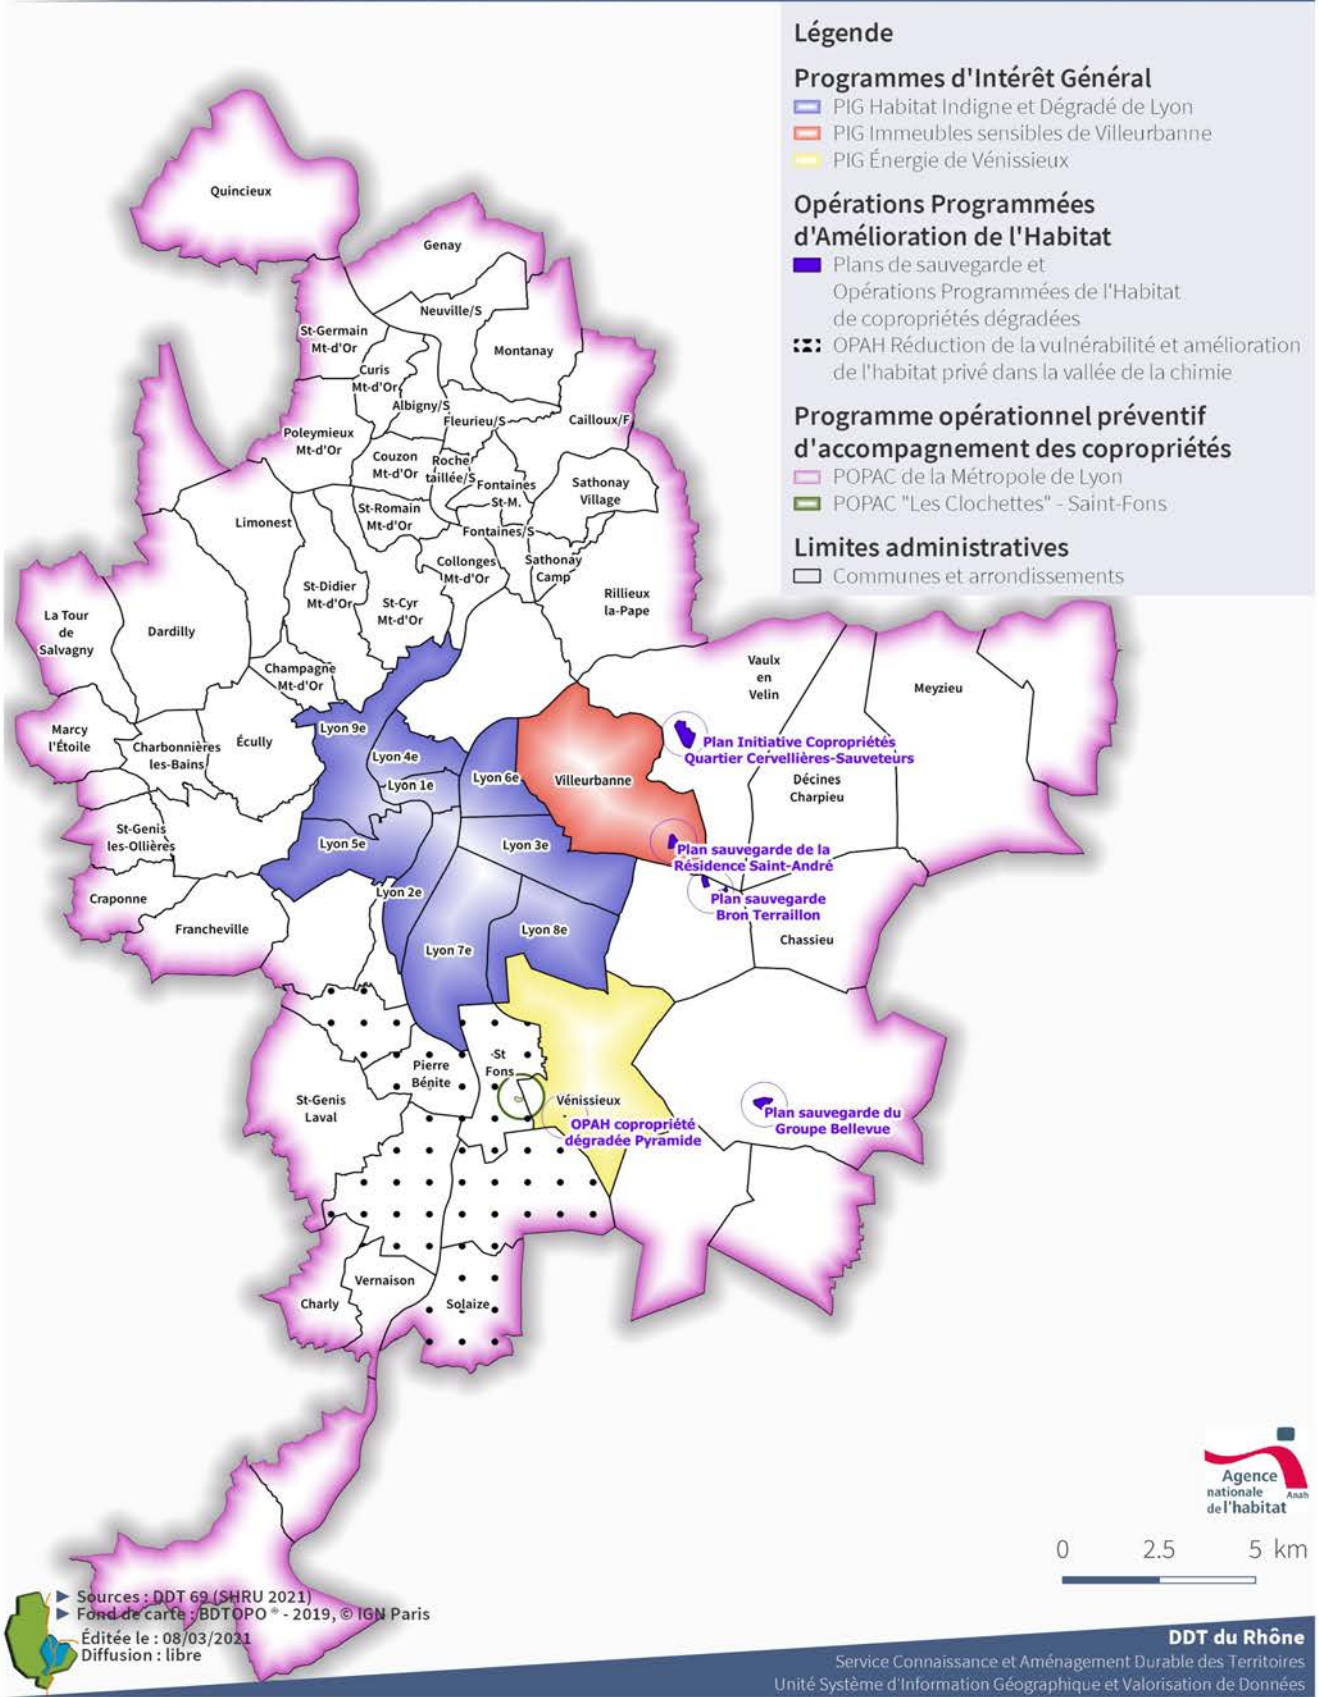 Légende
Programmes d'Intérêt Général
PIG Habitat Indigne et Dégradé de Lyon
PIG Immeubles sensibles de Villeurbanne
PIG Énergie de Vénissieux
Opérations Programmées
d'Amélioration de l'Habitat
Plans de sauvegarde et
Opérations Programmées de l'Habitat
de copropriétés dégradées
OPAH Réduction de la vulnérabilité et amélioration
de l'habitat privé dans la vallée de la chimie
Programme opérationnel préventif
d'accompagnement des copropriétés
POPAC de la Métropole de Lyon
POPAC "Les Clochettes" - Saint-Fons
Limites administratives
Communes et arrondissements
Quincieux
Genay
Neuville/S
St-Germain
Mt-d'Or
Montanay
Curis
Mt-d'Or
Albigny/S
Fleurieu/S
Cailloux/F
Poleymieux
Mt-d'Or
Couzon
Mt-d'Or
Roche
taillée/S
Fontaines
St-M.
Sathonay
Village
St-Romain
Mt-d'Or
Limonest
Fontaines/S
Collonges
Mt-d'Or
Sathonay
Camp
St-Didier
Mt-d'Or
St-Cyr
Mt-d'Or
Rillieux
la-Pape
La Tour
de
Salvagny
Dardilly
Champagne
Mt-d'Or
Vaulx
en
Velin
Meyzieu
Marcy
l'Étoile
Charbonnières
les-Bains
Écully
Lyon 9e
Lyon 4e
Lyon 1e
Lyon 6e
Villeurbanne
Plan Initiative Copropriétés
Quartier Cervellières-Sauveteurs
Décines
Charpieu
St-Genis
les-Ollières
Lyon 5e
Lyon 3e
Plan sauvegarde de la
Résidence Saint-André
Craponne
Lyon 2e
Plan sauvegarde
Bron Terraillon
Francheville
Lyon 7e
Lyon 8e
Chassieu
Pierre
Bénite
St
Fons
St-Genis
Laval
Vénissieux
OPAH copropriété
dégradée Pyramide
Plan sauvegarde du
Groupe Bellevue
Vernaison
Charly
Solaize
Agence
nationale
de l'habitat
Anah
0 2.5 5 km
Sources : DDT 69 (SHRU 2021)
Fond de carte : BDTOPO ® - 2019, © IGN Paris
Éditée le : 08/03/2021
Diffusion : libre
DDT du Rhône
Service Connaissance et Aménagement Durable des Territoires
Unité Système d'Information Géographique et Valorisation de Données